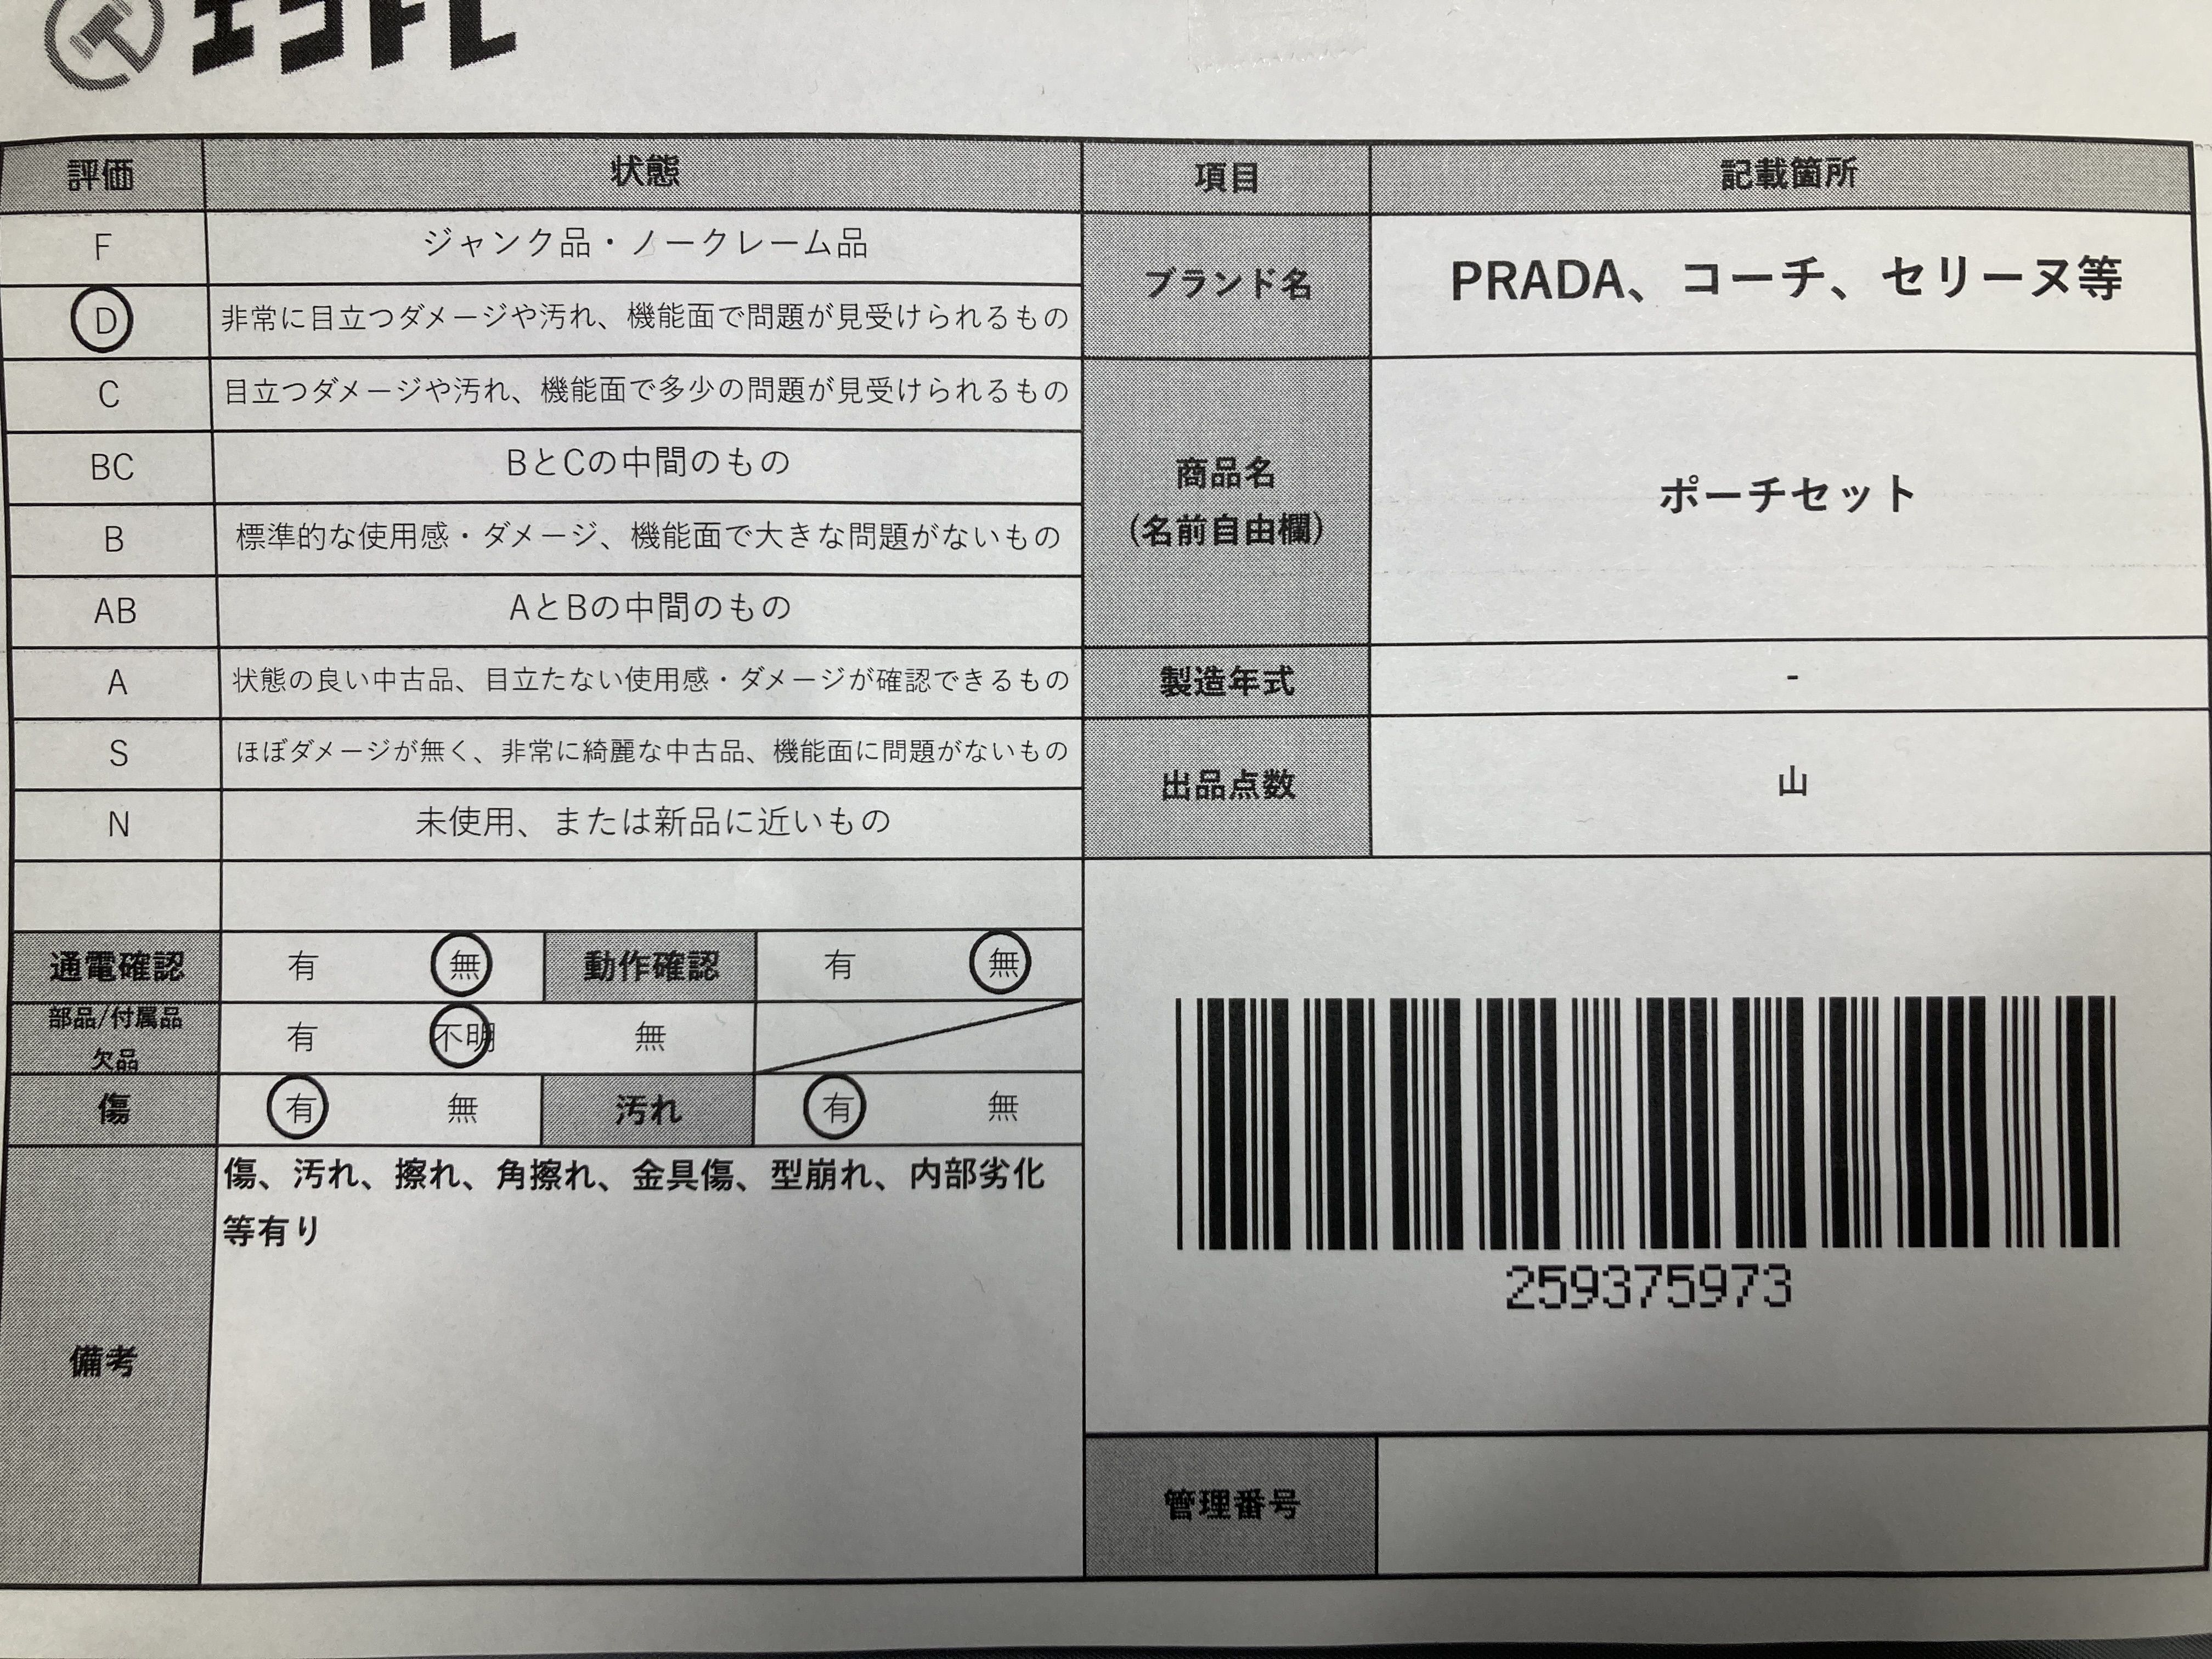 エコトレ
評価 状態 項目 記載箇所
F ジャンク品・ノークレーム品
D 非常に目立つダメージや汚れ、機能面で問題が見受けられるもの
ブランド名 PRADA、コーチ、セリーヌ等
C 目立つダメージや汚れ、機能面で多少の問題が見受けられるもの
BC BとCの中間のもの
B 標準的な使用感・ダメージ、機能面で大きな問題がないもの
AB AとBの中間のもの
商品名
(名前自由欄)
ポーチセット
A 状態の良い中古品、目立たない使用感・ダメージが確認できるもの
製造年式 -
S ほぼダメージが無く、非常に綺麗な中古品、機能面に問題がないもの
N 未使用、または新品に近いもの
出品点数 山
通電確認 有 無 動作確認 有 無
部品/付属品
欠品
有 不明 無
傷 有 無 汚れ 有 無
備考
傷、汚れ、擦れ、角擦れ、金具傷、型崩れ、内部劣化
等有り
259375973
管理番号